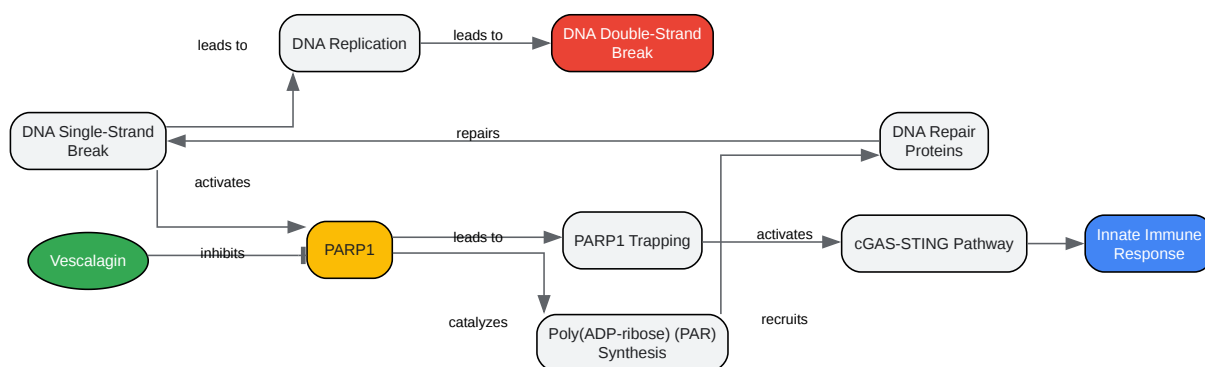 leads to
DNA Replication
leads to
DNA Double-Strand
Break
DNA Single-Strand
Break
repairs
DNA Repair
Proteins
activates
Vescalagin
inhibits
PARP1
leads to
PARP1 Trapping
activates
cGAS-STING Pathway
Innate Immune
Response
catalyzes
Poly(ADP-ribose) (PAR)
Synthesis
recruits